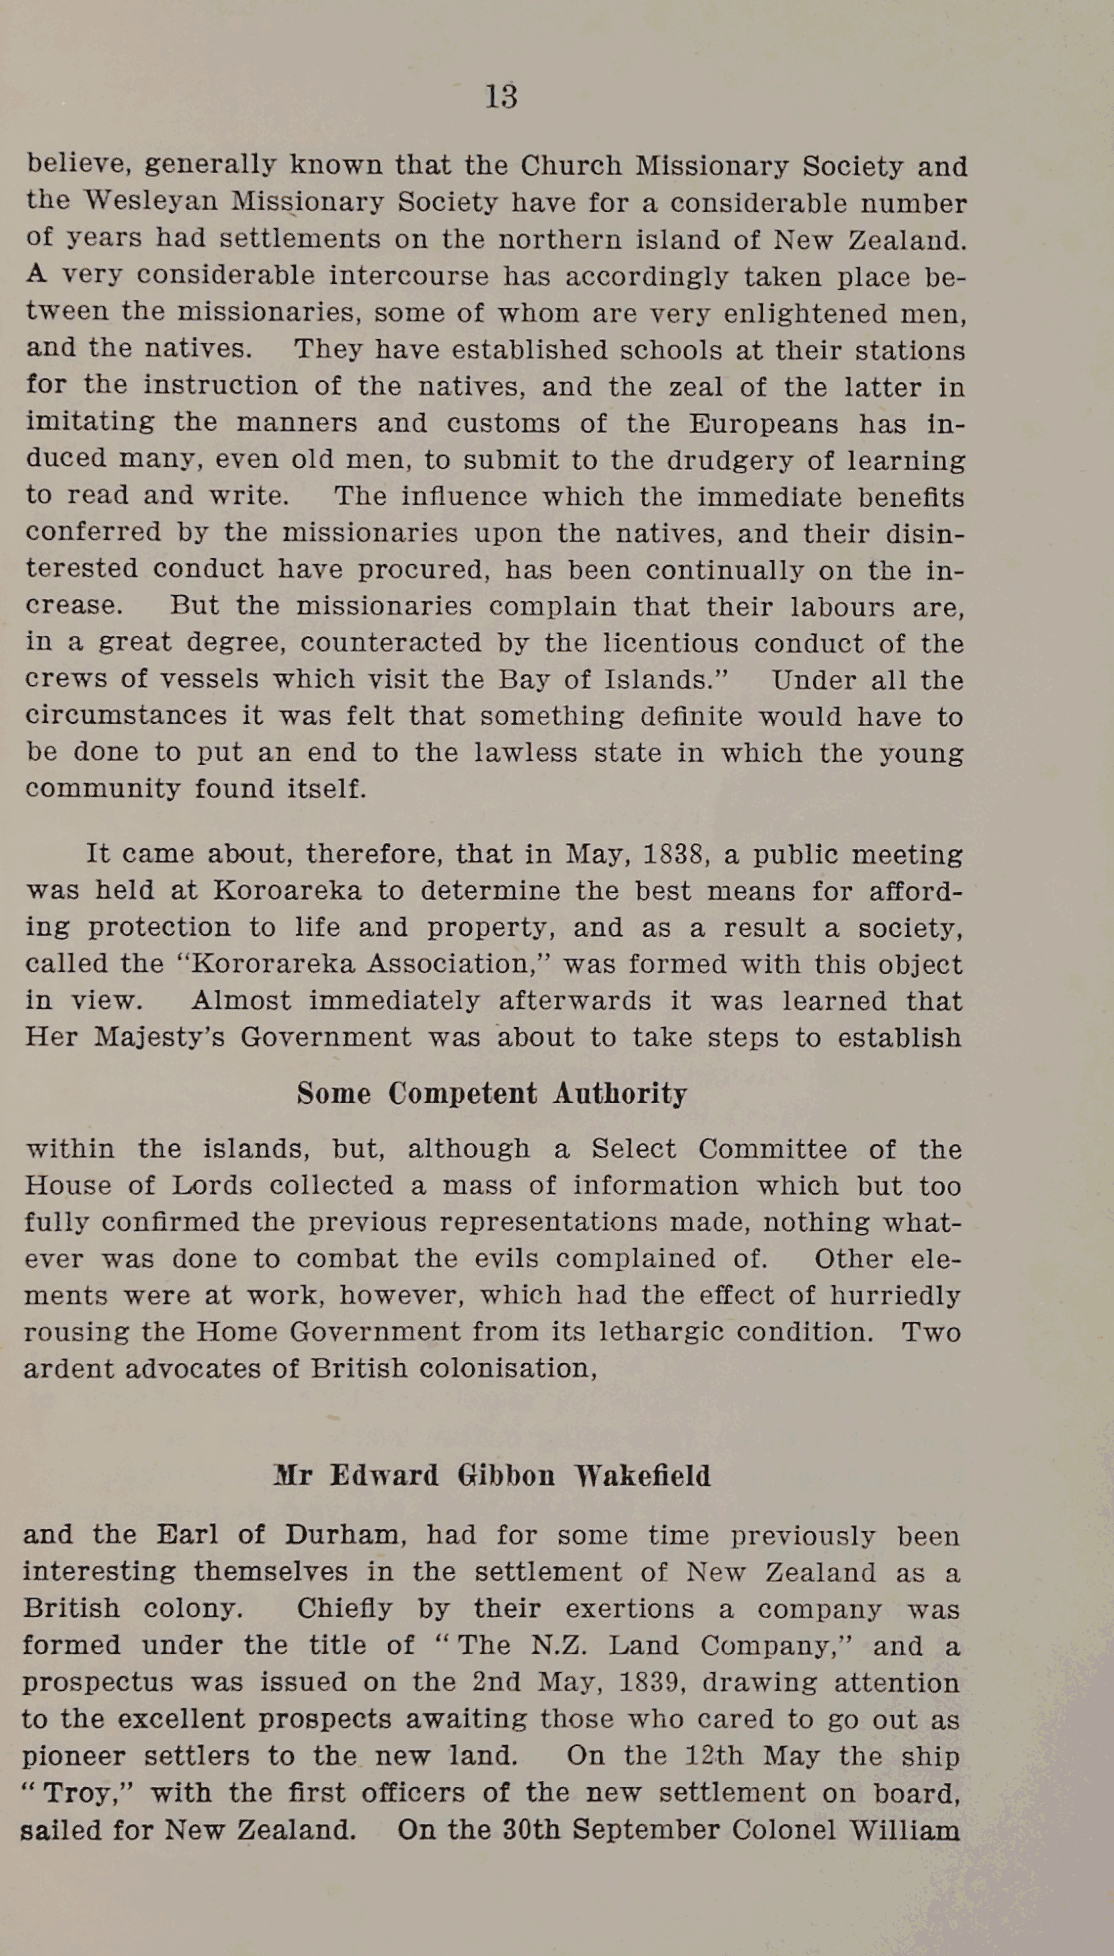 13
believe, generally known that the Church Missionary Society and
the Wesleyan Missionary Society have for a considerable number
of years had settlements on the northern island of New Zealand.
A very considerable intercourse has accordingly taken place be-
tween the missionaries, some of whom are very enlightened men,
and the natives. They have established schools at their stations
for the instruction of the natives, and the zeal of the latter in
imitating the manners and customs of the Europeans has in-
duced many, even old men, to submit to the drudgery of learning
to read and write. The influence which the immediate benefits
conferred by the missionaries upon the natives, and their disin-
terested conduct have procured, has been continually on the in-
crease. But the missionaries complain that their labours are,
in a great degree, counteracted by the licentious conduct of the
crews of vessels which visit the Bay of Islands.” Under all the
circumstances it was felt that something definite would have to
be done to put an end to the lawless state in which the young
community found itself.
It came about, therefore, that in May, 1838, a public meeting
was held at Koroareka to determine the best means for afford-
ing protection to life and property, and as a result a society,
called the “Kororareka Association,” was formed with this object
in view. Almost immediately afterwards it was learned that
Her Majesty’s Government was about to take steps to establish
Some Competent Authority
within the islands, but, although a Select Committee of the
House of Lords collected a mass of information which but too
fully confirmed the previous representations made, nothing what-
ever was done to combat the evils complained of. Other ele-
ments were at work, however, which had the effect of hurriedly
rousing the Home Government from its lethargic condition. Two
ardent advocates of British colonisation,
Mr Edward Gibbon Wakefield
and the Earl of Durham, had for some time previously been
interesting themselves in the settlement of New Zealand as a
British colony. Chiefly by their exertions a company was
formed under the title of “ The N.Z. Land Company,” and a
prospectus was issued on the 2nd May, 1839, drawing attention
to the excellent prospects awaiting those who cared to go out as
pioneer settlers to the new land. On the 12th May the ship
“ Troy,” with the first officers of the new settlement on board,
sailed for New Zealand. On the 30th September Colonel William